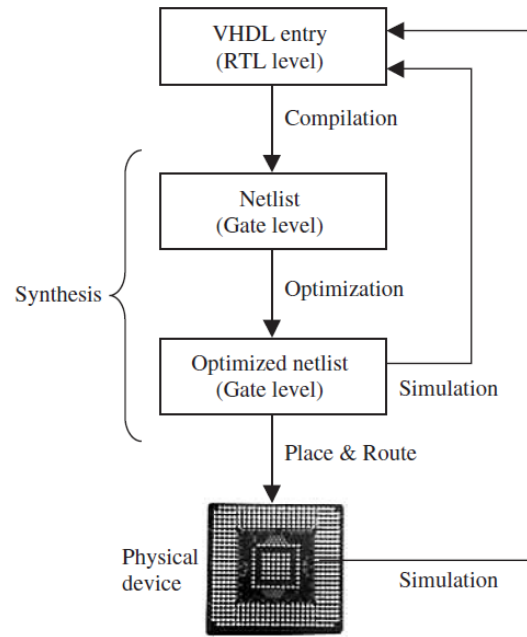 VHDL entry
(RTL level)
Compilation
Netlist
(Gate level)
Synthesis
Optimization
Optimized netlist
(Gate level)
Simulation
Place & Route
Physical
device
Simulation